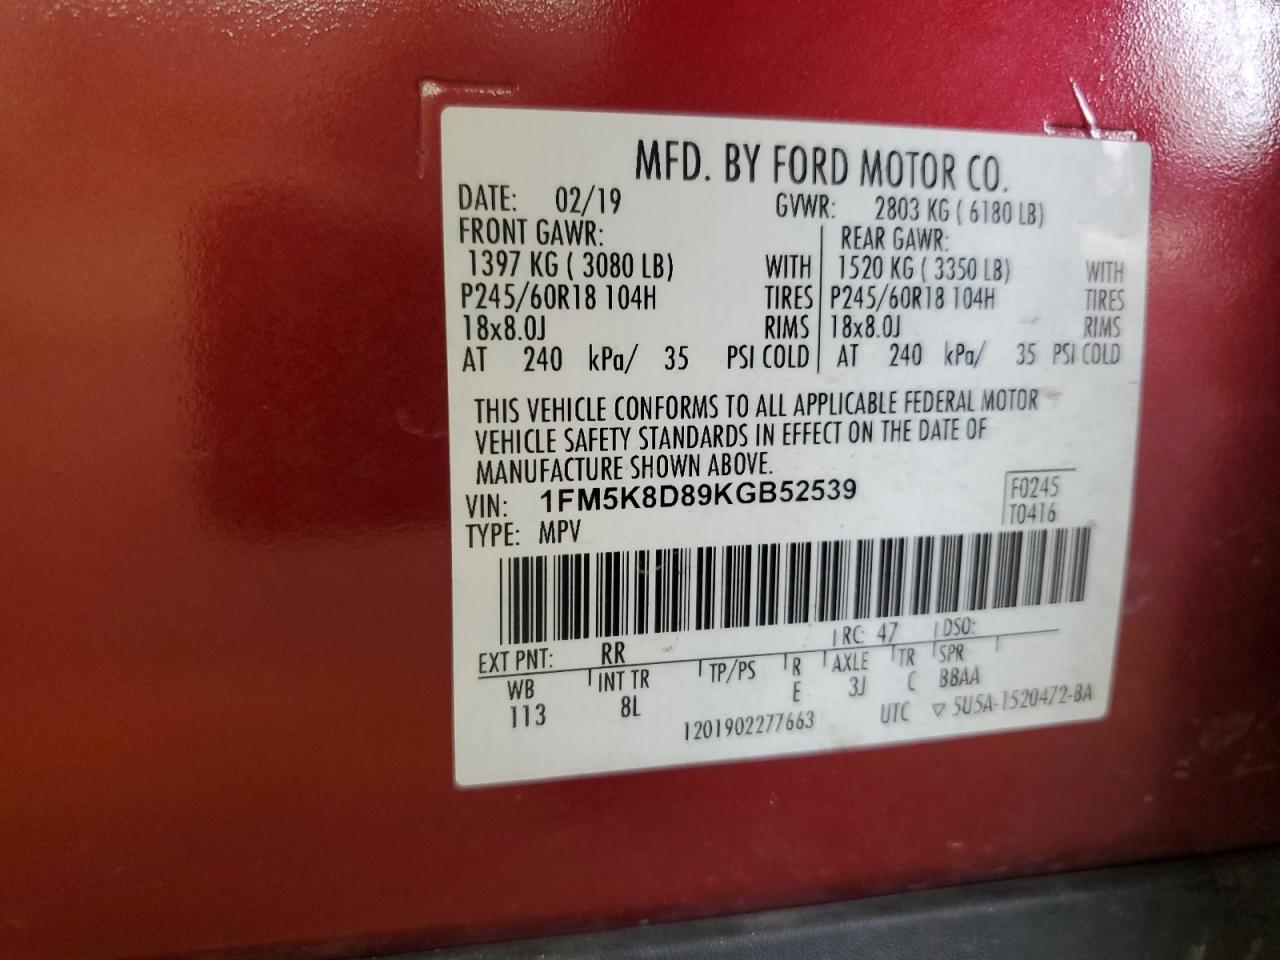 MFD. BY FORD MOTOR CO.
DATE: 02/19 GVWR: 2803 KG ( 6180 LB)
FRONT GAWR: REAR GAWR:
1397 KG ( 3080 LB) WITH 1520 KG ( 3350 LB) WITH
P245/60R18 104H TIRES P245/60R18 104H TIRES
18x8.0J RIMS 18x8.0J RIMS
AT 240 kPa/ 35 PSI COLD AT 240 kPa/ 35 PSI COLD
THIS VEHICLE CONFORMS TO ALL APPLICABLE FEDERAL MOTOR
VEHICLE SAFETY STANDARDS IN EFFECT ON THE DATE OF
MANUFACTURE SHOWN ABOVE.
VIN: 1FM5K8D89KGB52539 F0245
TYPE: MPV T0416
EXT PNT: RR RC: 47 DSO:
WB INT TR TP/PS R AXLE TR SPR
113 8L E 3J C BBAA
1201902277663 UTC ▽ 5U5A-1520472-BA